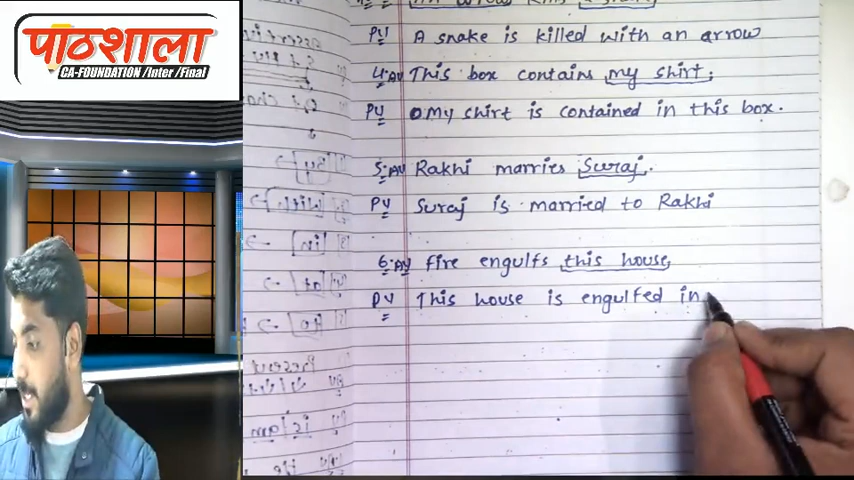 पाठशाला
CA-FOUNDATION/Inter/Final
PV A snake is killed with an arrow
4. AV This box contains my shirt;
PV my shirt is contained in this box.
5. AV Rakhi marries Suraj.
PV Suraj is married to Rakhi
6. AV fire engulfs this house,
PV This house is engulfed in